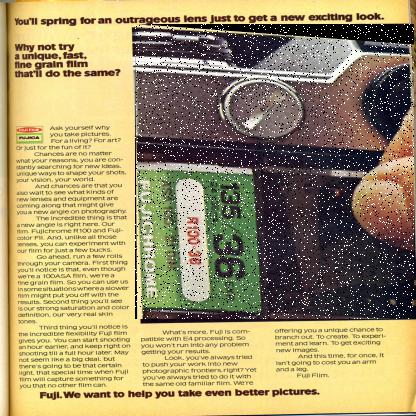 You'll spring for an outrageous lens just to get a new exciting look.
Why not try
a unique, fast,
fine grain film
that'll do the same?
FUJI FILM
FUJICA
Ask yourself why
you take pictures.
For a living? For art?
Or just for the fun of it?
Chances are no matter
what your reasons, you are con-
stantly searching for new ideas,
unique ways to shape your shots,
your vision, your world.
And chances are that you
also wait to see what kinds of
new lenses and equipment are
coming along that might give
you a new angle on photography.
The incredible thing is that
a new angle is right here. Our
film. Fujichrome R100 and Fuji-
color FII. And, unlike all those
lenses, you can experiment with
our film for just a few bucks.
Go ahead, run a few rolls
through your camera. First thing
you'll notice is that, even though
we're a 100ASA film, we're a
fine grain film. So you can use us
in some situations where a slower
film might put you off with the
results. Second thing you'll see
is our strong saturation and color
definition, our very real skin
tones.
Third thing you'll notice is
the incredible flexibility Fuji film
gives you. You can start shooting
an hour earlier, and keep right on
shooting till a full hour later. May
not seem like a big deal, but
there's going to be that certain
light, that special time when Fuji
film will capture something for
you that no other film can.
FUJICHROME
R100 · 36
135 36
What's more, Fuji is com-
patible with E4 processing. So
you won't run into any problem
getting your results.
Look, you've always tried
to push your work into new
photographic frontiers, right? Yet
you've always tried to do it with
the same old familiar film. We're
offering you a unique chance to
branch out. To create. To experi-
ment and learn. To get exciting
new images.
And this time, for once, it
isn't going to cost you an arm
and a leg.
Fuji Film.
Fuji. We want to help you take even better pictures.